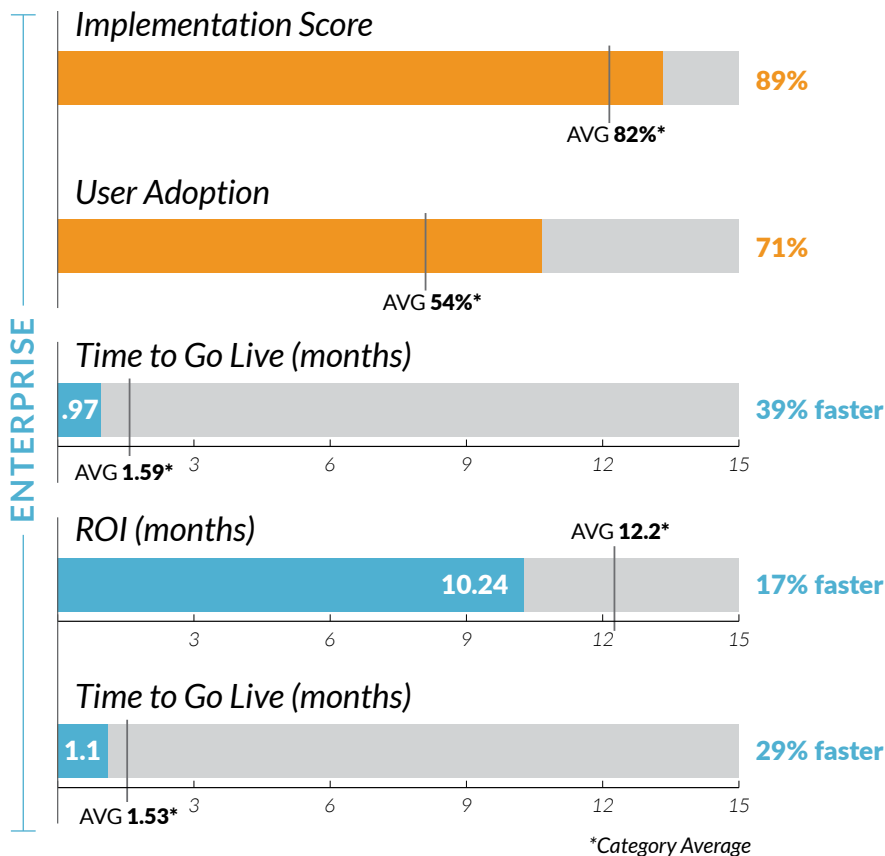 ENTERPRISE
Implementation Score
89%
AVG 82%*
User Adoption
71%
AVG 54%*
Time to Go Live (months)
.97
39% faster
AVG 1.59*
3 6 9 12 15
ROI (months)
AVG 12.2*
10.24
17% faster
3 6 9 12 15
Time to Go Live (months)
1.1
29% faster
AVG 1.53*
3 6 9 12 15
*Category Average